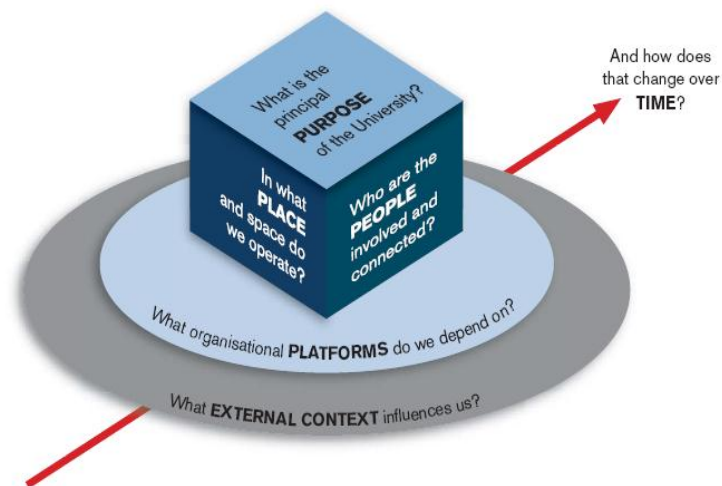 What is the
principal
PURPOSE
of the University?
And how does
that change over
TIME?
In what
PLACE
and space do
we operate?
Who are the
PEOPLE
involved and
connected?
What organisational PLATFORMS do we depend on?
What EXTERNAL CONTEXT influences us?